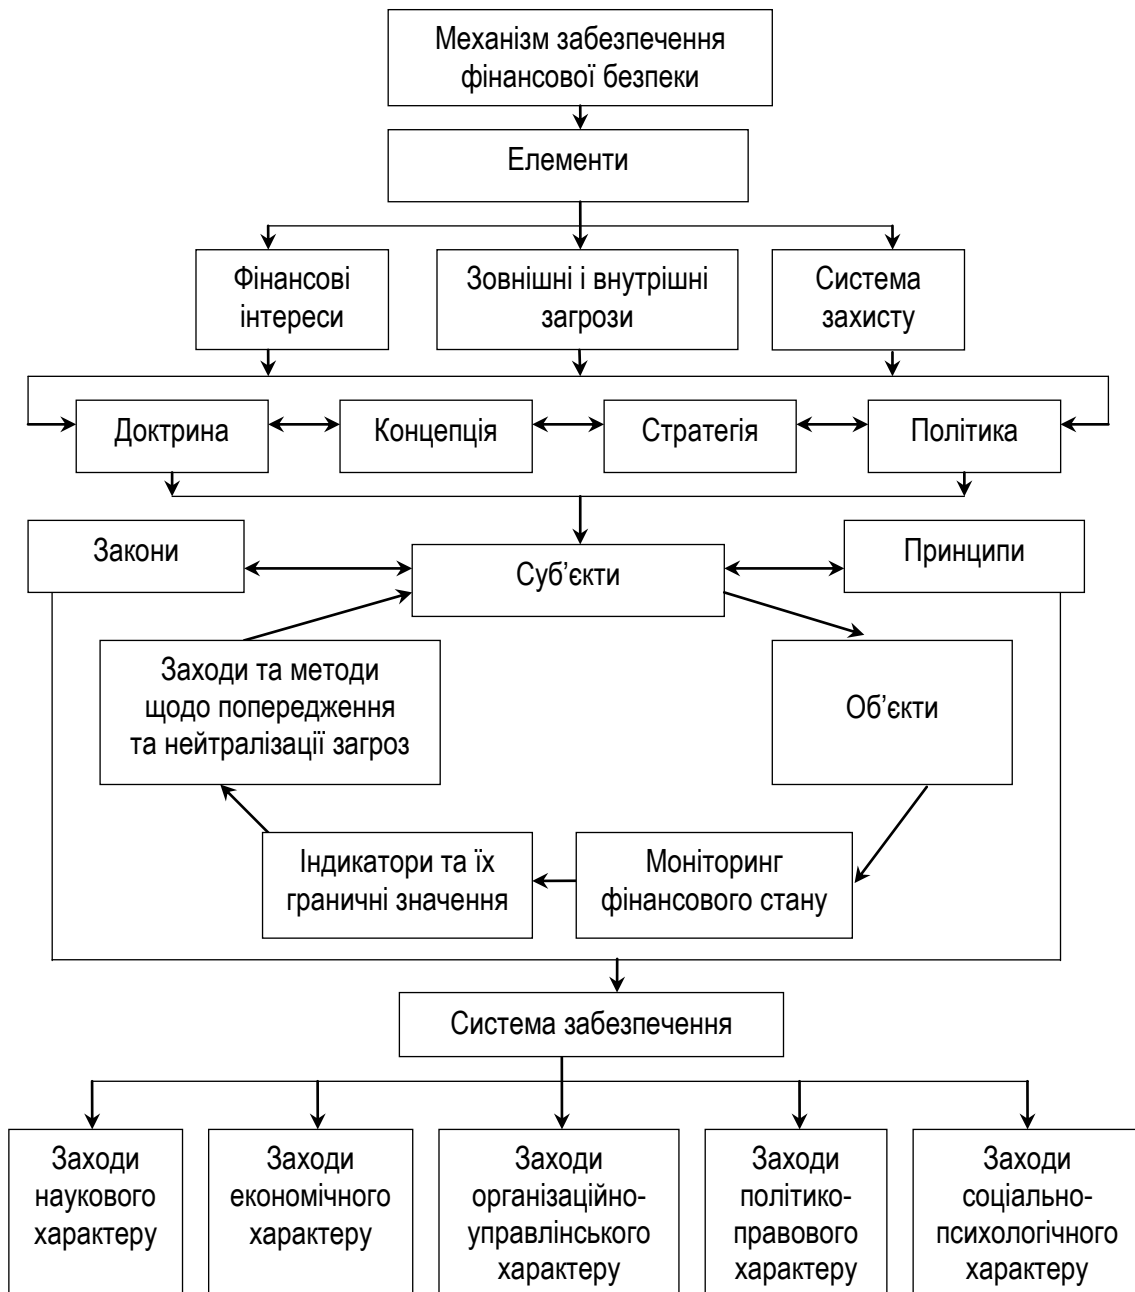 Механізм забезпечення
фінансової безпеки
Елементи
Фінансові
інтереси
Зовнішні і внутрішні
загрози
Система
захисту
Доктрина
Концепція
Стратегія
Політика
Закони
Суб’єкти
Принципи
Заходи та методи
щодо попередження
та нейтралізації загроз
Об’єкти
Індикатори та їх
граничні значення
Моніторинг
фінансового стану
Система забезпечення
Заходи
наукового
характеру
Заходи
економічного
характеру
Заходи
організаційно-
управлінського
характеру
Заходи
політико-
правового
характеру
Заходи
соціально-
психологічного
характеру